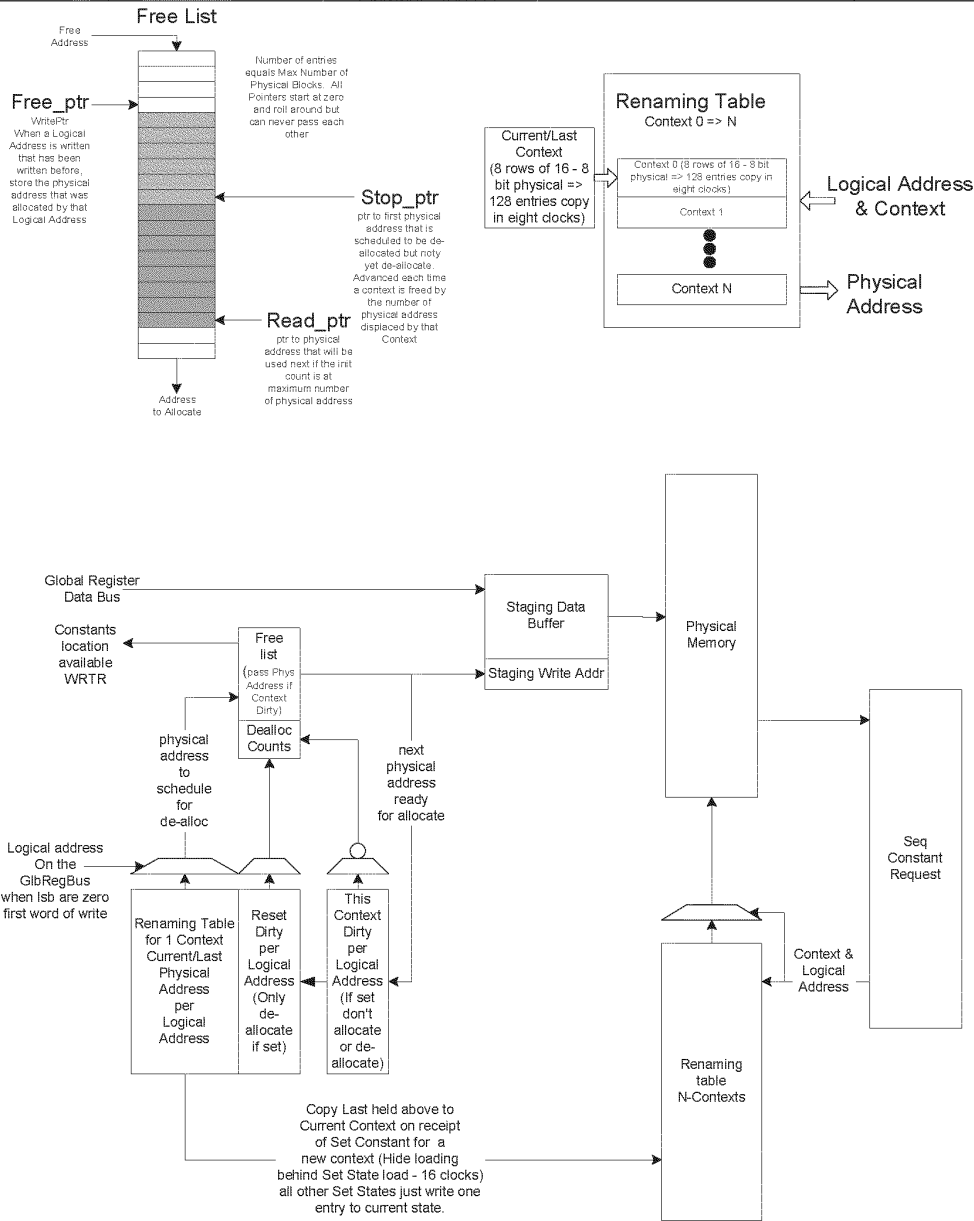 Free List
Free
Address
Number of entries
equals Max Number of
Physical Blocks. All
Pointers start at zero
and roll around but
can never pass each
other
Free_ptr
WritePtr
When a Logical
Address is written
that has been
written before,
store the physical
address that was
allocated by that
Logical Address
Stop_ptr
ptr to first physical
address that is
scheduled to be de-
allocated but noty
yet de-allocate.
Advanced each time
a context is freed by
the number of
physical address
displaced by that
Context
Read_ptr
ptr to physical
address that will be
used next if the init
count is at
maximum number
of physical address
Address
to Allocate
Renaming Table
Context 0 => N
Current/Last
Context
(8 rows of 16 - 8
bit physical =>
128 entries copy
in eight clocks)
Context 0 (8 rows of 16 - 8 bit
physical => 128 entries copy in
eight clocks)
Context 1
Context N
Logical Address
& Context
Physical
Address
Global Register
Data Bus
Constants
location
available
WRTR
Free
list
(pass Phys
Address if
Context
Dirty)
Dealloc
Counts
Staging Data
Buffer
Staging Write Addr
Physical
Memory
physical
address
to
schedule
for
de-alloc
next
physical
address
ready
for allocate
Logical address
On the
GlbRegBus
when lsb are zero
first word of write
Renaming Table
for 1 Context
Current/Last
Physical
Address
per
Logical
Address
Reset
Dirty
per
Logical
Address
(Only
de-
allocate
if set)
This
Context
Dirty
per
Logical
Address
(If set
don't
allocate
or de-
allocate)
Seq
Constant
Request
Context &
Logical
Address
Renaming
table
N-Contexts
Copy Last held above to
Current Context on receipt
of Set Constant for a
new context (Hide loading
behind Set State load - 16 clocks)
all other Set States just write one
entry to current state.